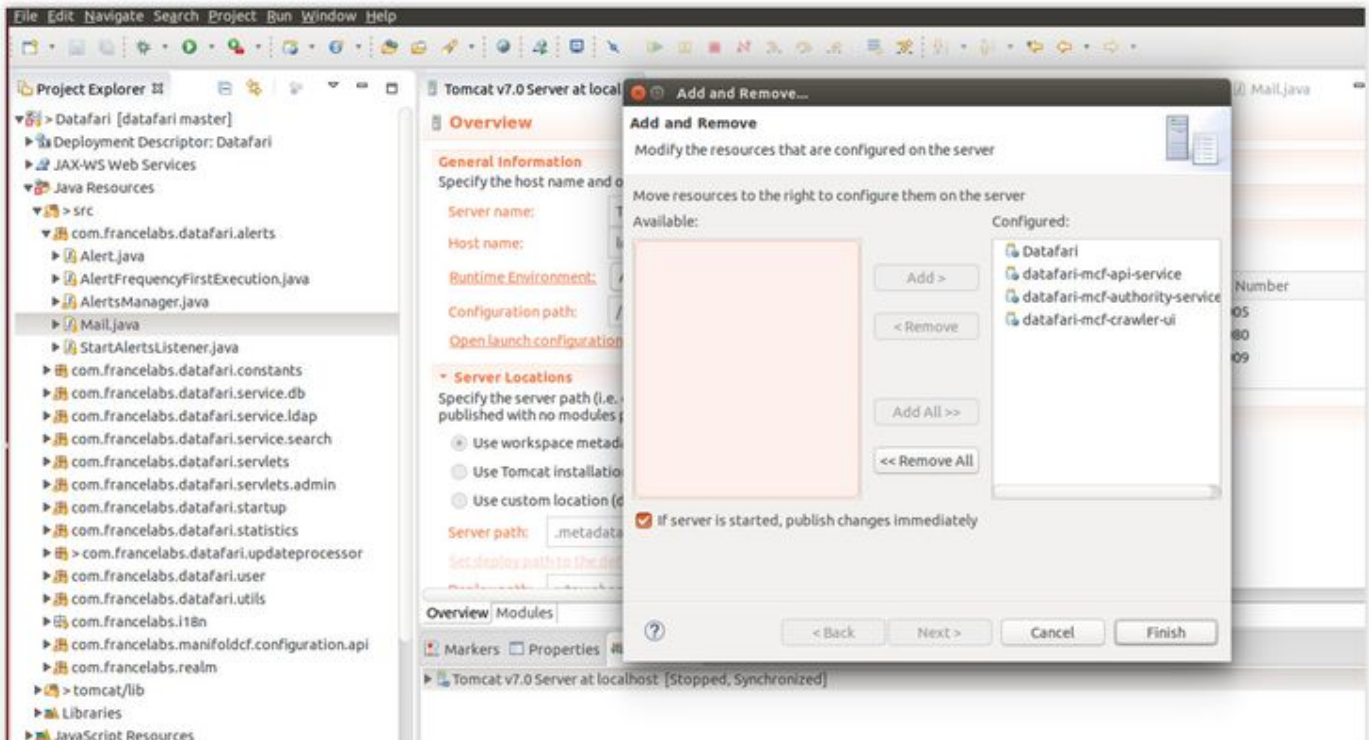 File Edit Navigate Search Project Run Window Help
Project Explorer
> Datafari [datafari master]
Deployment Descriptor: Datafari
JAX-WS Web Services
Java Resources
> src
com.francelabs.datafari.alerts
Alert.java
AlertFrequencyFirstExecution.java
AlertsManager.java
Mail.java
StartAlertsListener.java
com.francelabs.datafari.constants
com.francelabs.datafari.service.db
com.francelabs.datafari.service.ldap
com.francelabs.datafari.service.search
com.francelabs.datafari.servlets
com.francelabs.datafari.servlets.admin
com.francelabs.datafari.startup
com.francelabs.datafari.statistics
> com.francelabs.datafari.updateprocessor
com.francelabs.datafari.user
com.francelabs.datafari.utils
com.francelabs.i18n
com.francelabs.manifoldcf.configuration.api
com.francelabs.realm
> tomcat/lib
Libraries
JavaScript Resources
Tomcat v7.0 Server at local
Overview
General Information
Specify the host name and o
Server name:
Host name:
Runtime Environment:
Configuration path: /
Open launch configuration
Server Locations
Specify the server path (i.e.
published with no modules p
Use workspace metad
Use Tomcat installatio
Use custom location (d
Server path: .metadata
Set deploy path to the def
Overview Modules
Markers Properties
Tomcat v7.0 Server at localhost [Stopped, Synchronized]
Mail.java
Number
005
080
009
Add and Remove...
Add and Remove
Modify the resources that are configured on the server
Move resources to the right to configure them on the server
Available:
Configured:
Datafari
datafari-mcf-api-service
datafari-mcf-authority-service
datafari-mcf-crawler-ui
Add >
< Remove
Add All >>
<< Remove All
If server is started, publish changes immediately
< Back
Next >
Cancel
Finish